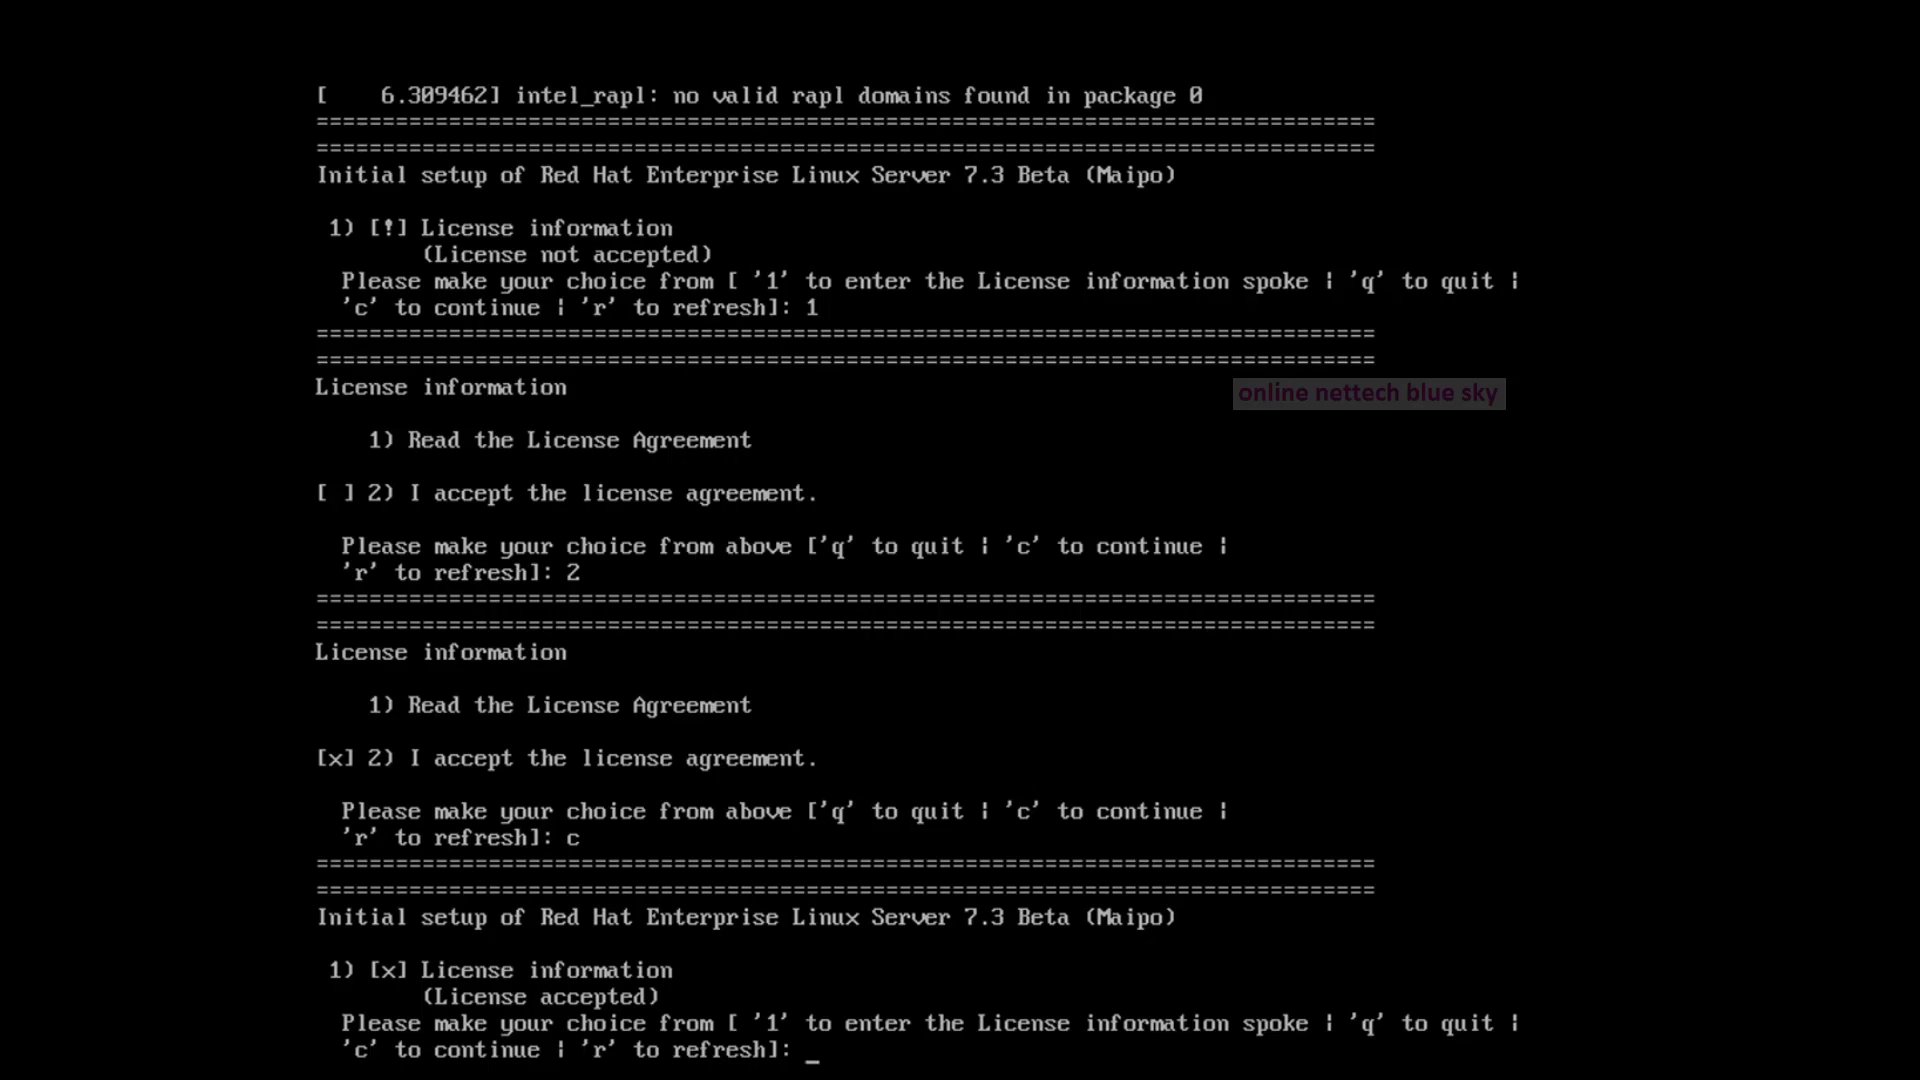 [    6.309462] intel_rapl: no valid rapl domains found in package 0
================================================================================
================================================================================
Initial setup of Red Hat Enterprise Linux Server 7.3 Beta (Maipo)
1) [!] License information
(License not accepted)
Please make your choice from [ '1' to enter the License information spoke | 'q' to quit |
'c' to continue | 'r' to refresh]: 1
================================================================================
================================================================================
License information
online nettech blue sky
1) Read the License Agreement
[ ] 2) I accept the license agreement.
Please make your choice from above ['q' to quit | 'c' to continue |
'r' to refresh]: 2
================================================================================
================================================================================
License information
1) Read the License Agreement
[x] 2) I accept the license agreement.
Please make your choice from above ['q' to quit | 'c' to continue |
'r' to refresh]: c
================================================================================
================================================================================
Initial setup of Red Hat Enterprise Linux Server 7.3 Beta (Maipo)
1) [x] License information
(License accepted)
Please make your choice from [ '1' to enter the License information spoke | 'q' to quit |
'c' to continue | 'r' to refresh]: _